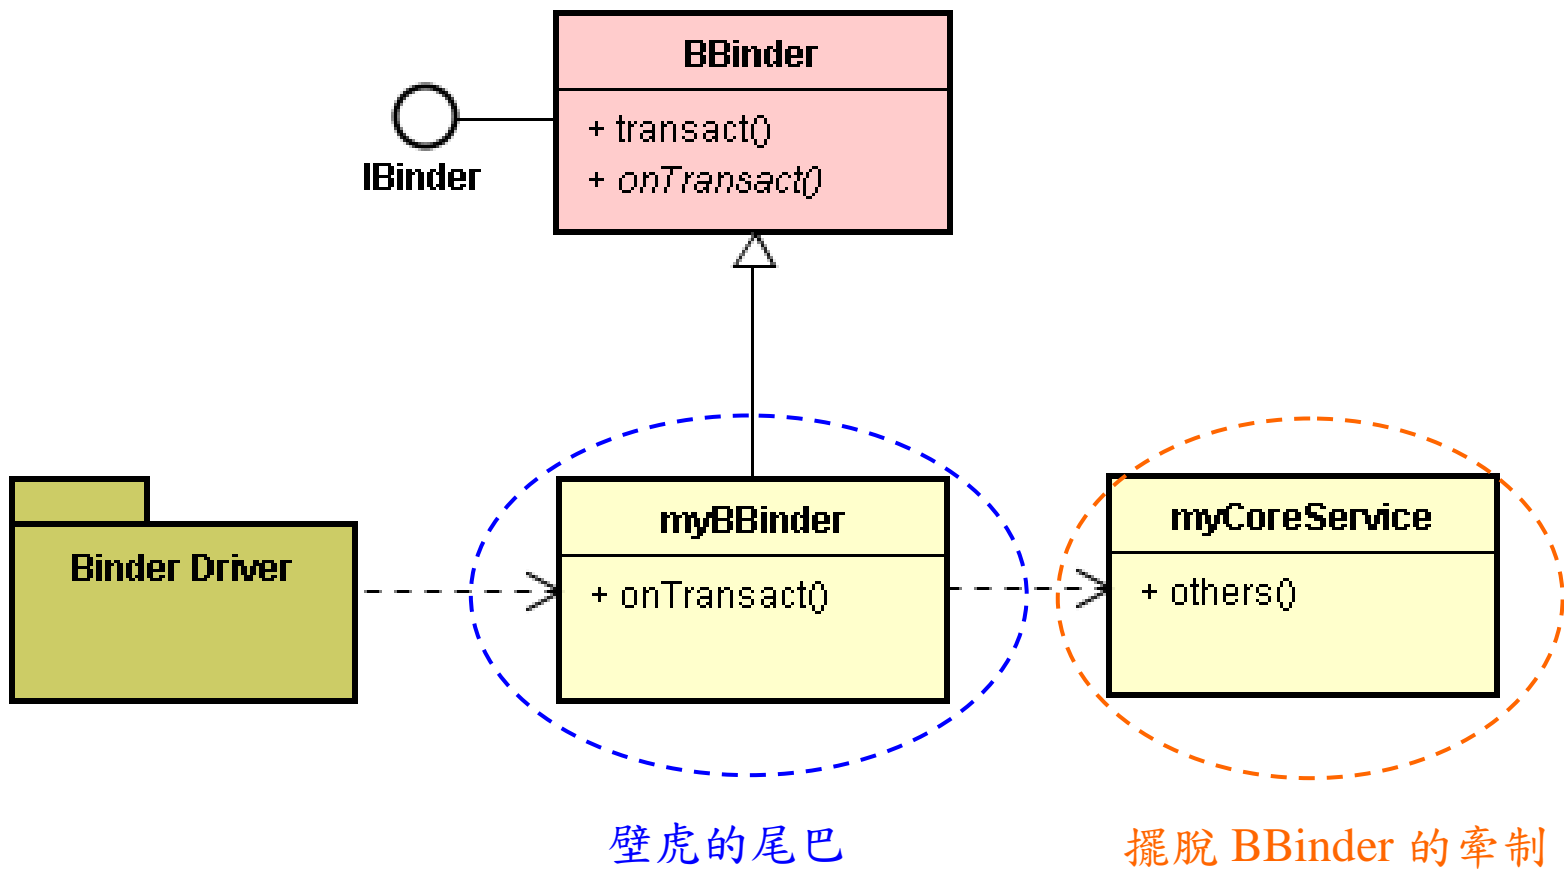 BBinder
+ transact()
+ onTransact()
IBinder
Binder Driver
myBBinder
+ onTransact()
myCoreService
+ others()
壁虎的尾巴
擺脫 BBinder 的牽制